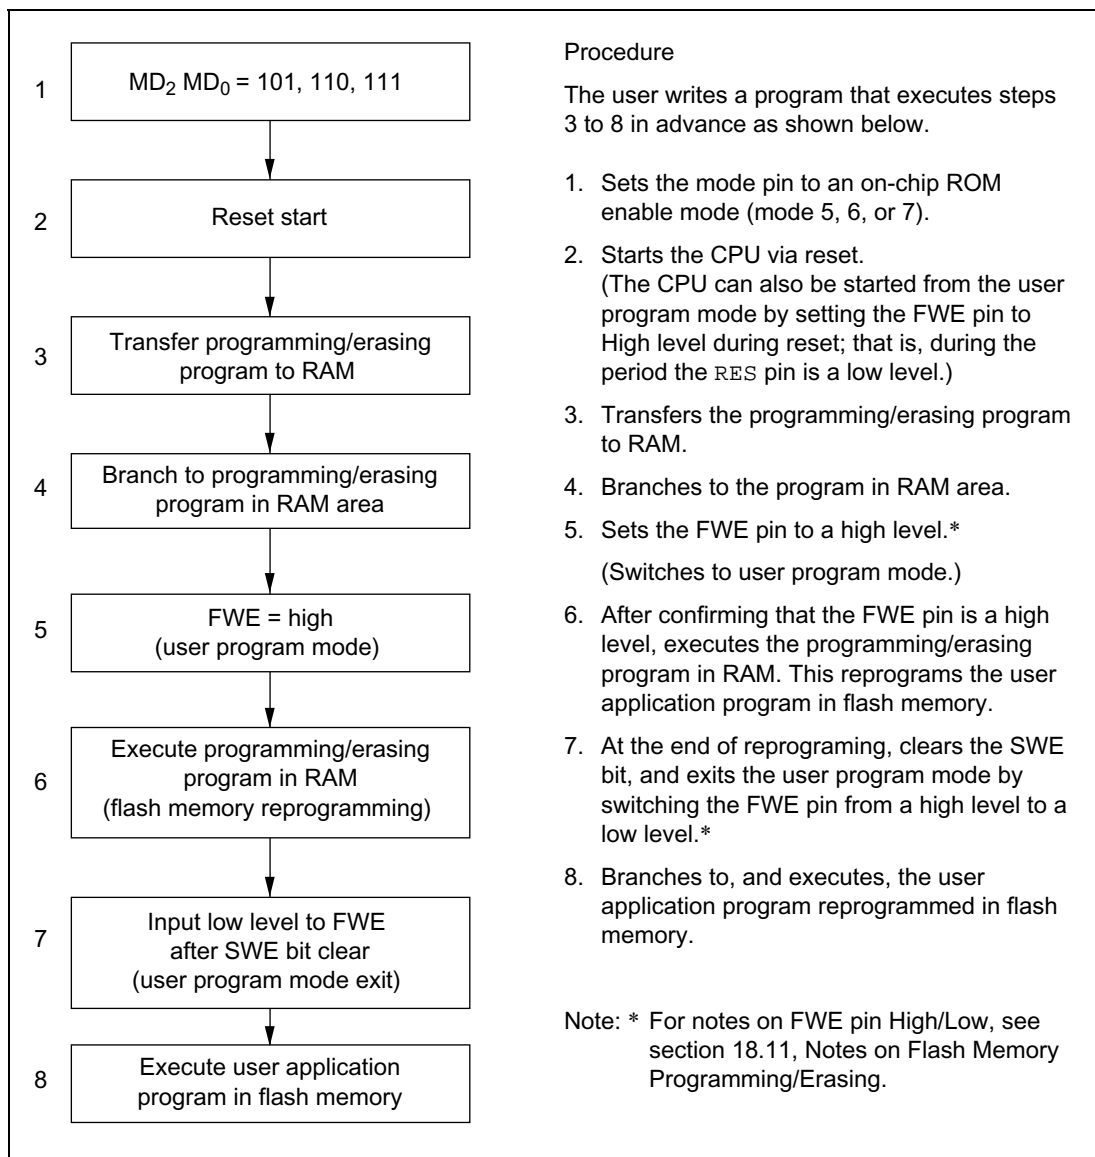 1
MD2 MD0 = 101, 110, 111
2
Reset start
3
Transfer programming/erasing
program to RAM
4
Branch to programming/erasing
program in RAM area
5
FWE = high
(user program mode)
6
Execute programming/erasing
program in RAM
(flash memory reprogramming)
7
Input low level to FWE
after SWE bit clear
(user program mode exit)
8
Execute user application
program in flash memory
Procedure
The user writes a program that executes steps
3 to 8 in advance as shown below.
1. Sets the mode pin to an on-chip ROM
enable mode (mode 5, 6, or 7).
2. Starts the CPU via reset.
(The CPU can also be started from the user
program mode by setting the FWE pin to
High level during reset; that is, during the
period the RES pin is a low level.)
3. Transfers the programming/erasing program
to RAM.
4. Branches to the program in RAM area.
5. Sets the FWE pin to a high level.*
(Switches to user program mode.)
6. After confirming that the FWE pin is a high
level, executes the programming/erasing
program in RAM. This reprograms the user
application program in flash memory.
7. At the end of reprograming, clears the SWE
bit, and exits the user program mode by
switching the FWE pin from a high level to a
low level.*
8. Branches to, and executes, the user
application program reprogrammed in flash
memory.
Note: * For notes on FWE pin High/Low, see
section 18.11, Notes on Flash Memory
Programming/Erasing.